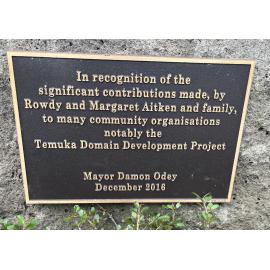 In recognition of the
significant contributions made, by
Rowdy and Margaret Aitken and family,
to many community organisations
notably the
Temuka Domain Development Project
Mayor Damon Odey
December 2016